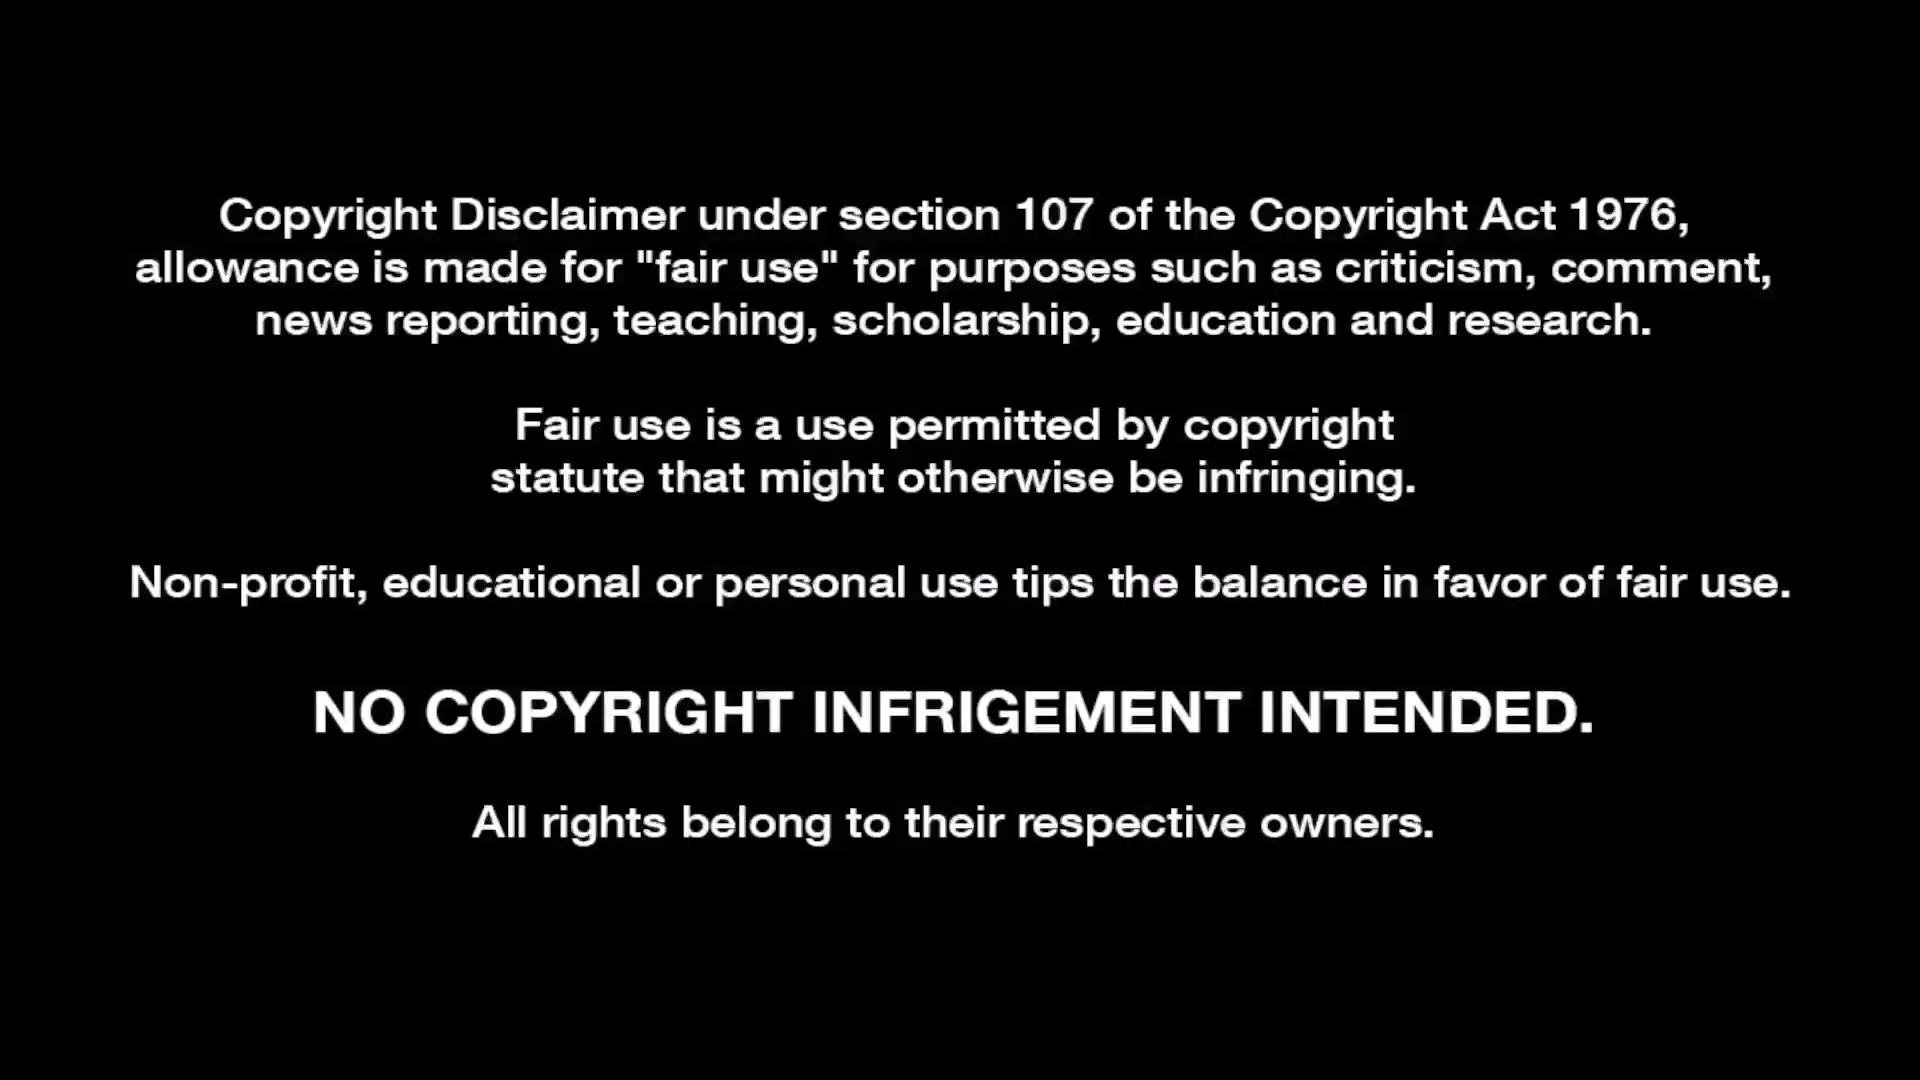 Copyright Disclaimer under section 107 of the Copyright Act 1976,
allowance is made for "fair use" for purposes such as criticism, comment,
news reporting, teaching, scholarship, education and research.
Fair use is a use permitted by copyright
statute that might otherwise be infringing.
Non-profit, educational or personal use tips the balance in favor of fair use.
NO COPYRIGHT INFRIGEMENT INTENDED.
All rights belong to their respective owners.